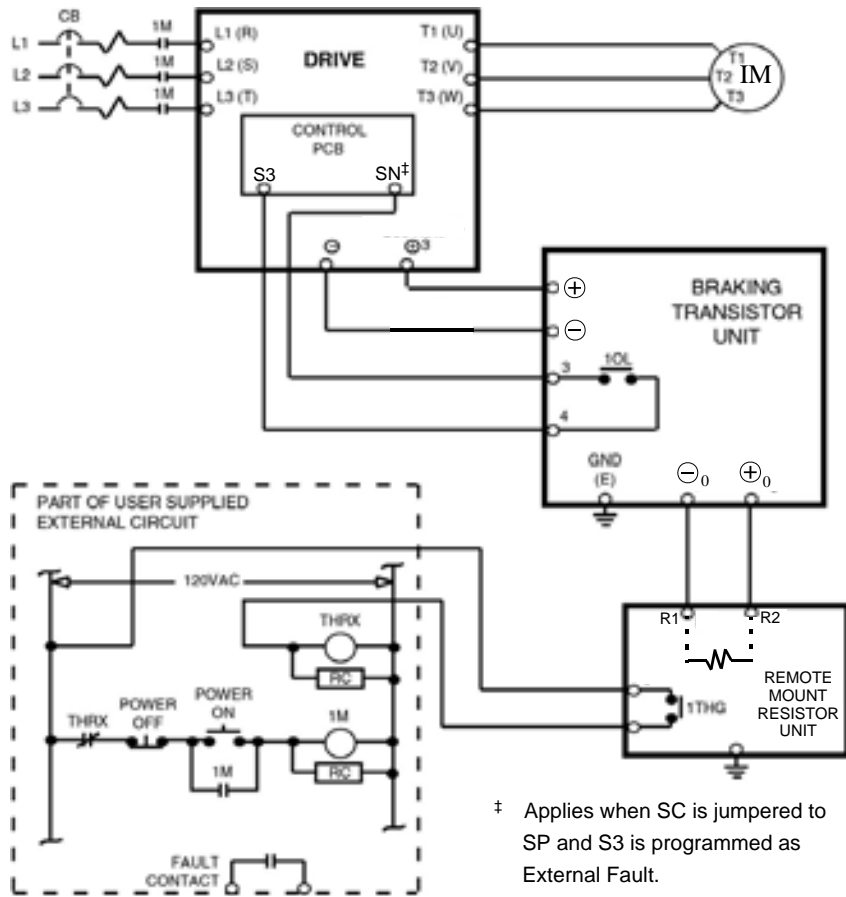 CB
1M
L1
L1 (R)
T1 (U)
DRIVE
T1
1M
L2
L2 (S)
T2 (V)
T2
IM
1M
L3
L3 (T)
T3 (W)
T3
CONTROL
PCB
S3
SN‡
⊖
⊕3
⊕
BRAKING
TRANSISTOR
UNIT
⊖
3
1OL
4
GND
(E)
⊖0
⊕0
PART OF USER SUPPLIED
EXTERNAL CIRCUIT
120VAC
THRX
RC
R1
R2
POWER
OFF
POWER
ON
THRX
1M
1M
RC
1THG
REMOTE
MOUNT
RESISTOR
UNIT
FAULT
CONTACT
‡ Applies when SC is jumpered to
SP and S3 is programmed as
External Fault.